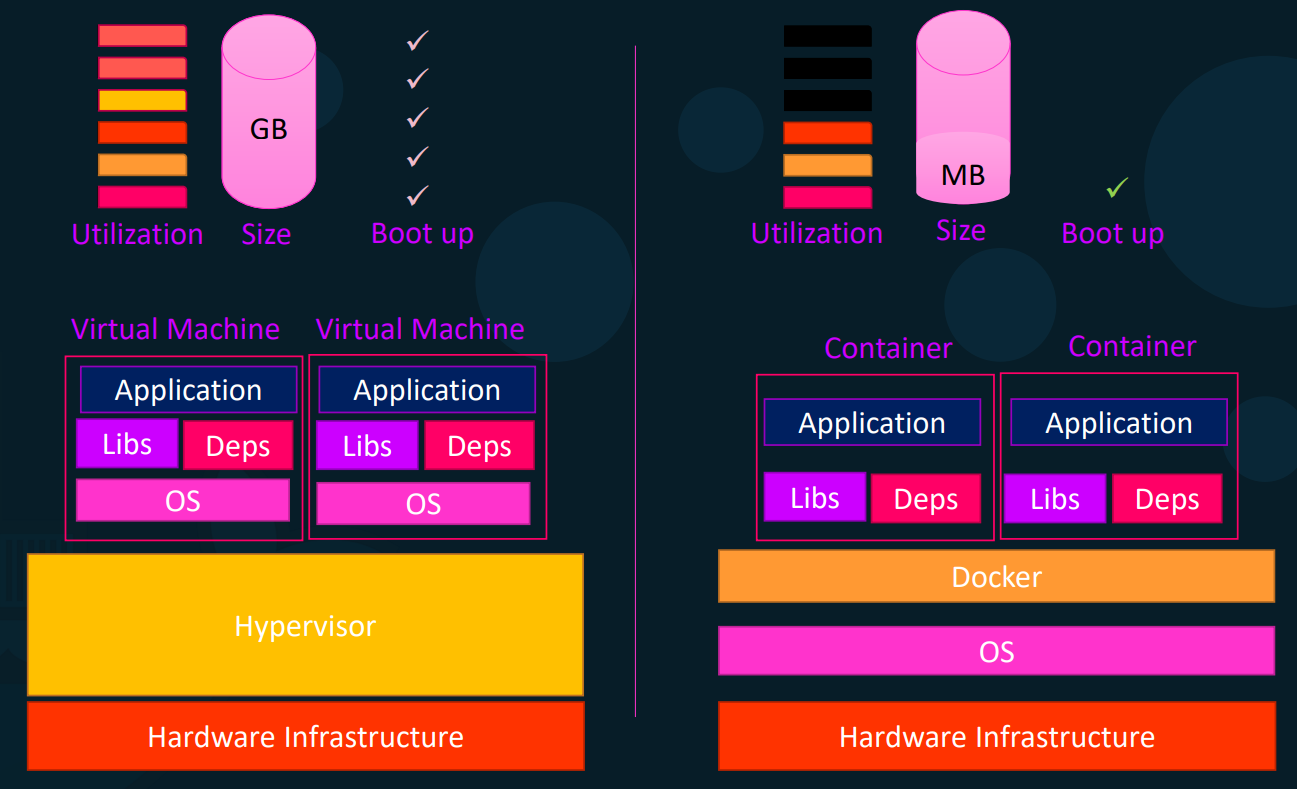 GB
Utilization Size Boot up
Virtual Machine Virtual Machine
Application Application
Libs Deps Libs Deps
OS OS
Hypervisor
Hardware Infrastructure
MB
Utilization Size Boot up
Container Container
Application Application
Libs Deps Libs Deps
Docker
OS
Hardware Infrastructure